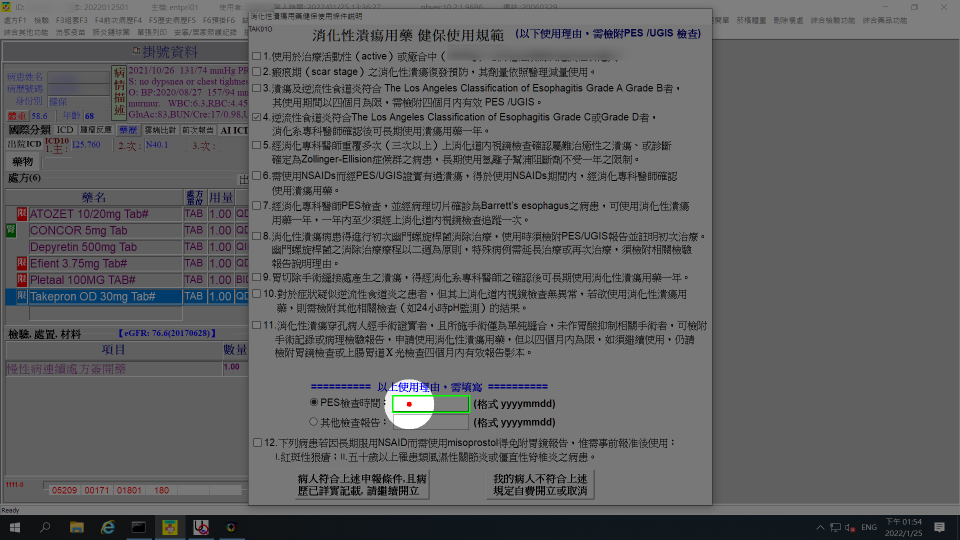 消化性潰瘍用藥健保使用條件說明
TAK01O
消化性潰瘍用藥 健保使用規範 (以下使用理由，需檢附PES /UGIS 檢查)
1.使用於治療活動性（active）或癒合中（
2.瘢痕期（scar stage）之消化性潰瘍復發預防，其劑量依照醫理減量使用。
3.潰瘍及逆流性食道炎符合 The Los Angeles Classification of Esophagitis Grade A Grade B者，
其使用期間以四個月為限，需檢附四個月內有效 PES /UGIS。
4.逆流性食道炎符合The Los Angeles Classification of Esophagitis Grade C或Grade D者，
消化系專科醫師確認後可長期使用潰瘍用藥一年。
5.經消化專科醫師重覆多次（三次以上）上消化道內視鏡檢查確認屬難治癒性之潰瘍、或診斷
確定為Zollinger-Ellision症候群之病患，長期使用氫離子幫浦阻斷劑不受一年之限制。
6.需使用NSAIDs而經PES/UGIS證實有過潰瘍，得於使用NSAIDs期間內，經消化專科醫師確認
使用潰瘍用藥。
7.經消化專科醫師PES檢查，並經病理切片確診為Barrett's esophagus之病患，可使用消化性潰瘍
用藥一年，一年內至少須經上消化道內視鏡檢查追蹤一次。
8.消化性潰瘍病患得進行初次幽門螺旋桿菌消除治療，使用時須檢附PES/UGIS報告並註明初次治療。
幽門螺旋桿菌之消除治療療程以二週為原則，特殊病例需延長治療或再次治療，須檢附相關檢驗
報告說明理由。
9.胃切除手術縫接處產生之潰瘍，得經消化系專科醫師之確認後可長期使用消化性潰瘍用藥一年。
10.對於症狀疑似逆流性食道炎之患者，但其上消化道內視鏡檢查無異常，若欲使用消化性潰瘍用
藥，則需檢附其他相關檢查（如24小時pH監測）的結果。
11.消化性潰瘍穿孔病人經手術證實者，且所施手術僅為單純縫合，未作胃酸抑制相關手術者，可檢附
手術記錄或病理檢驗報告，申請使用消化性潰瘍用藥，但以四個月內為限，如須繼續使用，仍請
檢附胃鏡檢查或上腸胃道X光檢查四個月內有效報告影本。
========== 以上使用理由，需填寫 ==========
PES檢查時間： (格式 yyyymmdd)
其他檢查報告： (格式 yyyymmdd)
12.下列病患若因長期服用NSAID而需使用misoprostol得免附胃鏡報告，惟需事前報准後使用：
I.紅斑性狼瘡；II.五十歲以上罹患類風濕性關節炎或僵直性脊椎炎之病患。
病人符合上述申報條件,且病
歷已詳實記載, 請繼續開立
我的病人不符合上述
規定自費開立或取消
掛號資料
病患姓名
病歷號碼
身份別 健保
體重 58.6 年齡 68
病情描述
2021/10/26 131/74 mmHg PR
S: no dypsnea or chest tightness
O: BP:2020/08/27 157/94 mm
murmur. WBC:6.3,RBC:4.45
GlnAc:83,BUN/Cre:17/0.98,U
國際分類 ICD 腫瘤反應 藥歷 雲端比對 前次報告 AI ICT
出院ICD ICD10 1.主： I25.760 2.次： N40.1 3.次：
藥物
處方(6)
藥名 處方單位 用量
限 ATOZET 10/20mg Tab# TAB 1.00 QD
腎 CONCOR 5mg Tab TAB 1.00 QD
Depyretin 500mg Tab TAB 1.00
限 Efient 3.75mg Tab# TAB 1.00 QD
限 Pletaal 100MG TAB# TAB 1.00 BI
限 Takepron OD 30mg Tab# TAB 1.00 QD
檢驗, 處置, 材料 【eGFR: 76.6(20170628)】
項目 數量
慢性病連續處方簽開藥 1.00
1111-0
05209 00171 01801 180
Ready
ENG
下午 01:54
2022/1/25